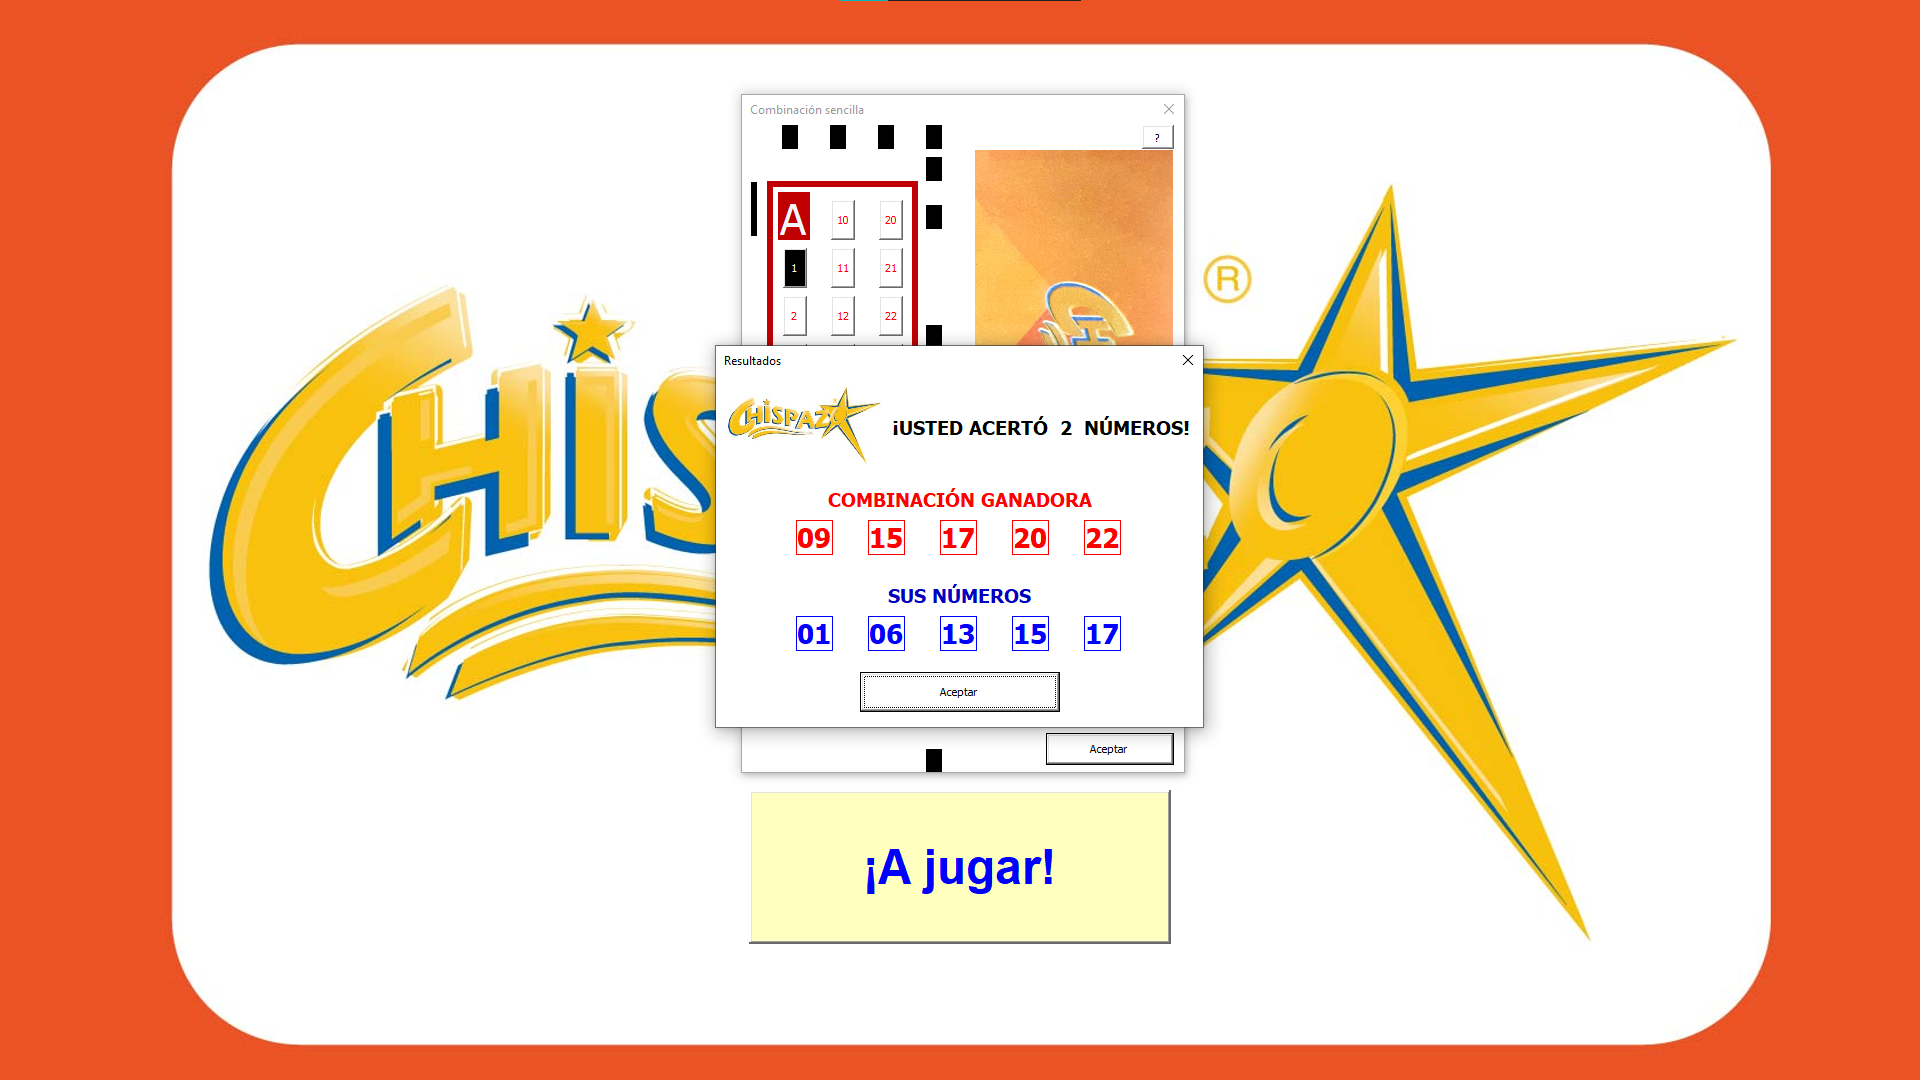 Combinación sencilla
?
A 10 20
1 11 21
2 12 22
CHISPAZO ®
Resultados
CHISPAZO
¡USTED ACERTÓ 2 NÚMEROS!
COMBINACIÓN GANADORA
09 15 17 20 22
SUS NÚMEROS
01 06 13 15 17
Aceptar
Aceptar
¡A jugar!